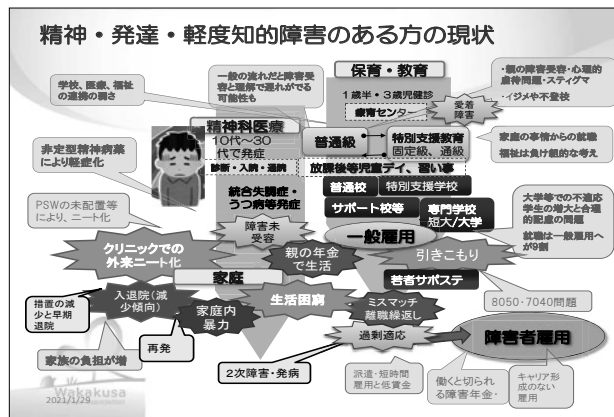 精神・発達・軽度知的障害のある方の現状
学校、医療、福祉
の連携の弱さ
一般の流れだと障害受
容と理解で遅れがでる
可能性も
保育・教育
1歳半・3歳児健診
療育センター
愛着
障害
・親の障害受容・心理的
虐待問題・スティグマ
・イジメや不登校
精神科医療
10代~30
代で発症
診断・入院・通院
普通級
特別支援教育
固定級、通級
家庭の事情からの就職
福祉は負け組的な考え
非定型精神病薬
により軽症化
放課後等児童デイ、習い事
普通校
特別支援学校
統合失調症・
うつ病等発症
サポート校等
専門学校
短大/大学
大学等での不適応
学生の増大と合理
的配慮の問題
就職は一般雇用へ
が9割
PSWの未配置等
により、ニート化
障害未
受容
一般雇用
クリニックでの
外来ニート化
親の年金
で生活
引きこもり
家庭
若者サポステ
8050・7040問題
措置の減
少と早期
退院
入退院(減
少傾向)
家庭内
暴力
生活困窮
ミスマッチ
離職繰返し
再発
過剰適応
障害者雇用
家族の負担が増
2次障害・発病
派遣・短時間
雇用と低賃金
働くと切られ
る障害年金・
キャリア形
成のない
雇用
Wakakusa
2021/1/29